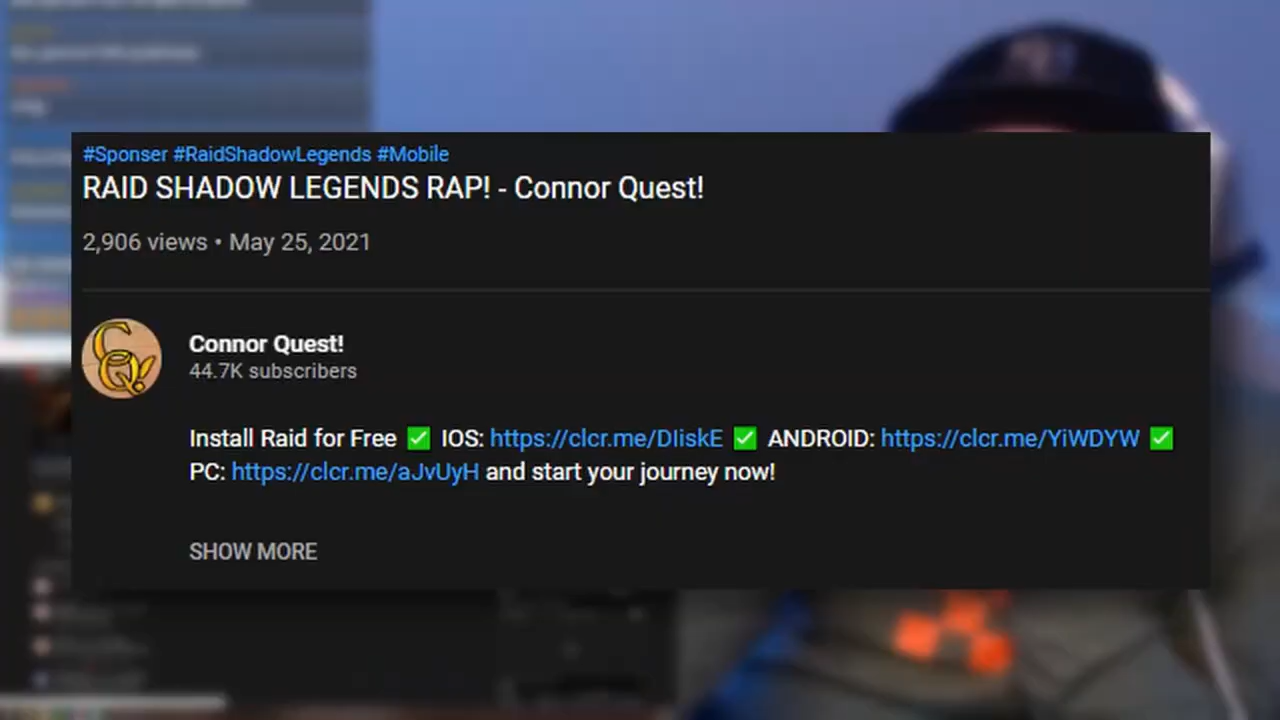 #Sponser #RaidShadowLegends #Mobile
RAID SHADOW LEGENDS RAP! - Connor Quest!
2,906 views • May 25, 2021
CQ!
Connor Quest!
44.7K subscribers
Install Raid for Free ✅ IOS: https://clcr.me/DIiskE ✅ ANDROID: https://clcr.me/YiWDYW ✅
PC: https://clcr.me/aJvUyH and start your journey now!
SHOW MORE